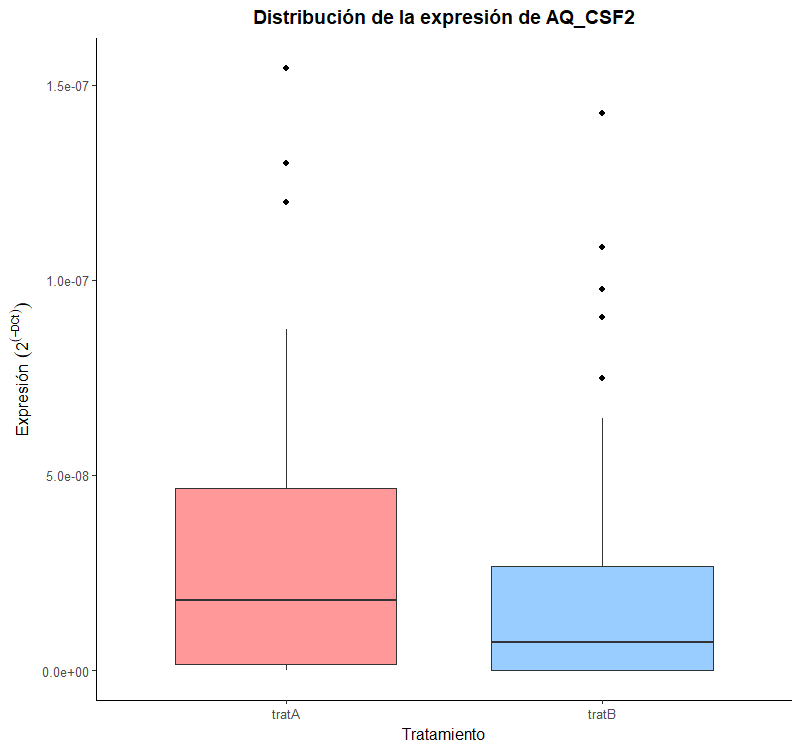 Distribución de la expresión de AQ_CSF2
1.5e-07
1.0e-07
5.0e-08
0.0e+00
Expresión (2^(-DCt))
tratA
tratB
Tratamiento